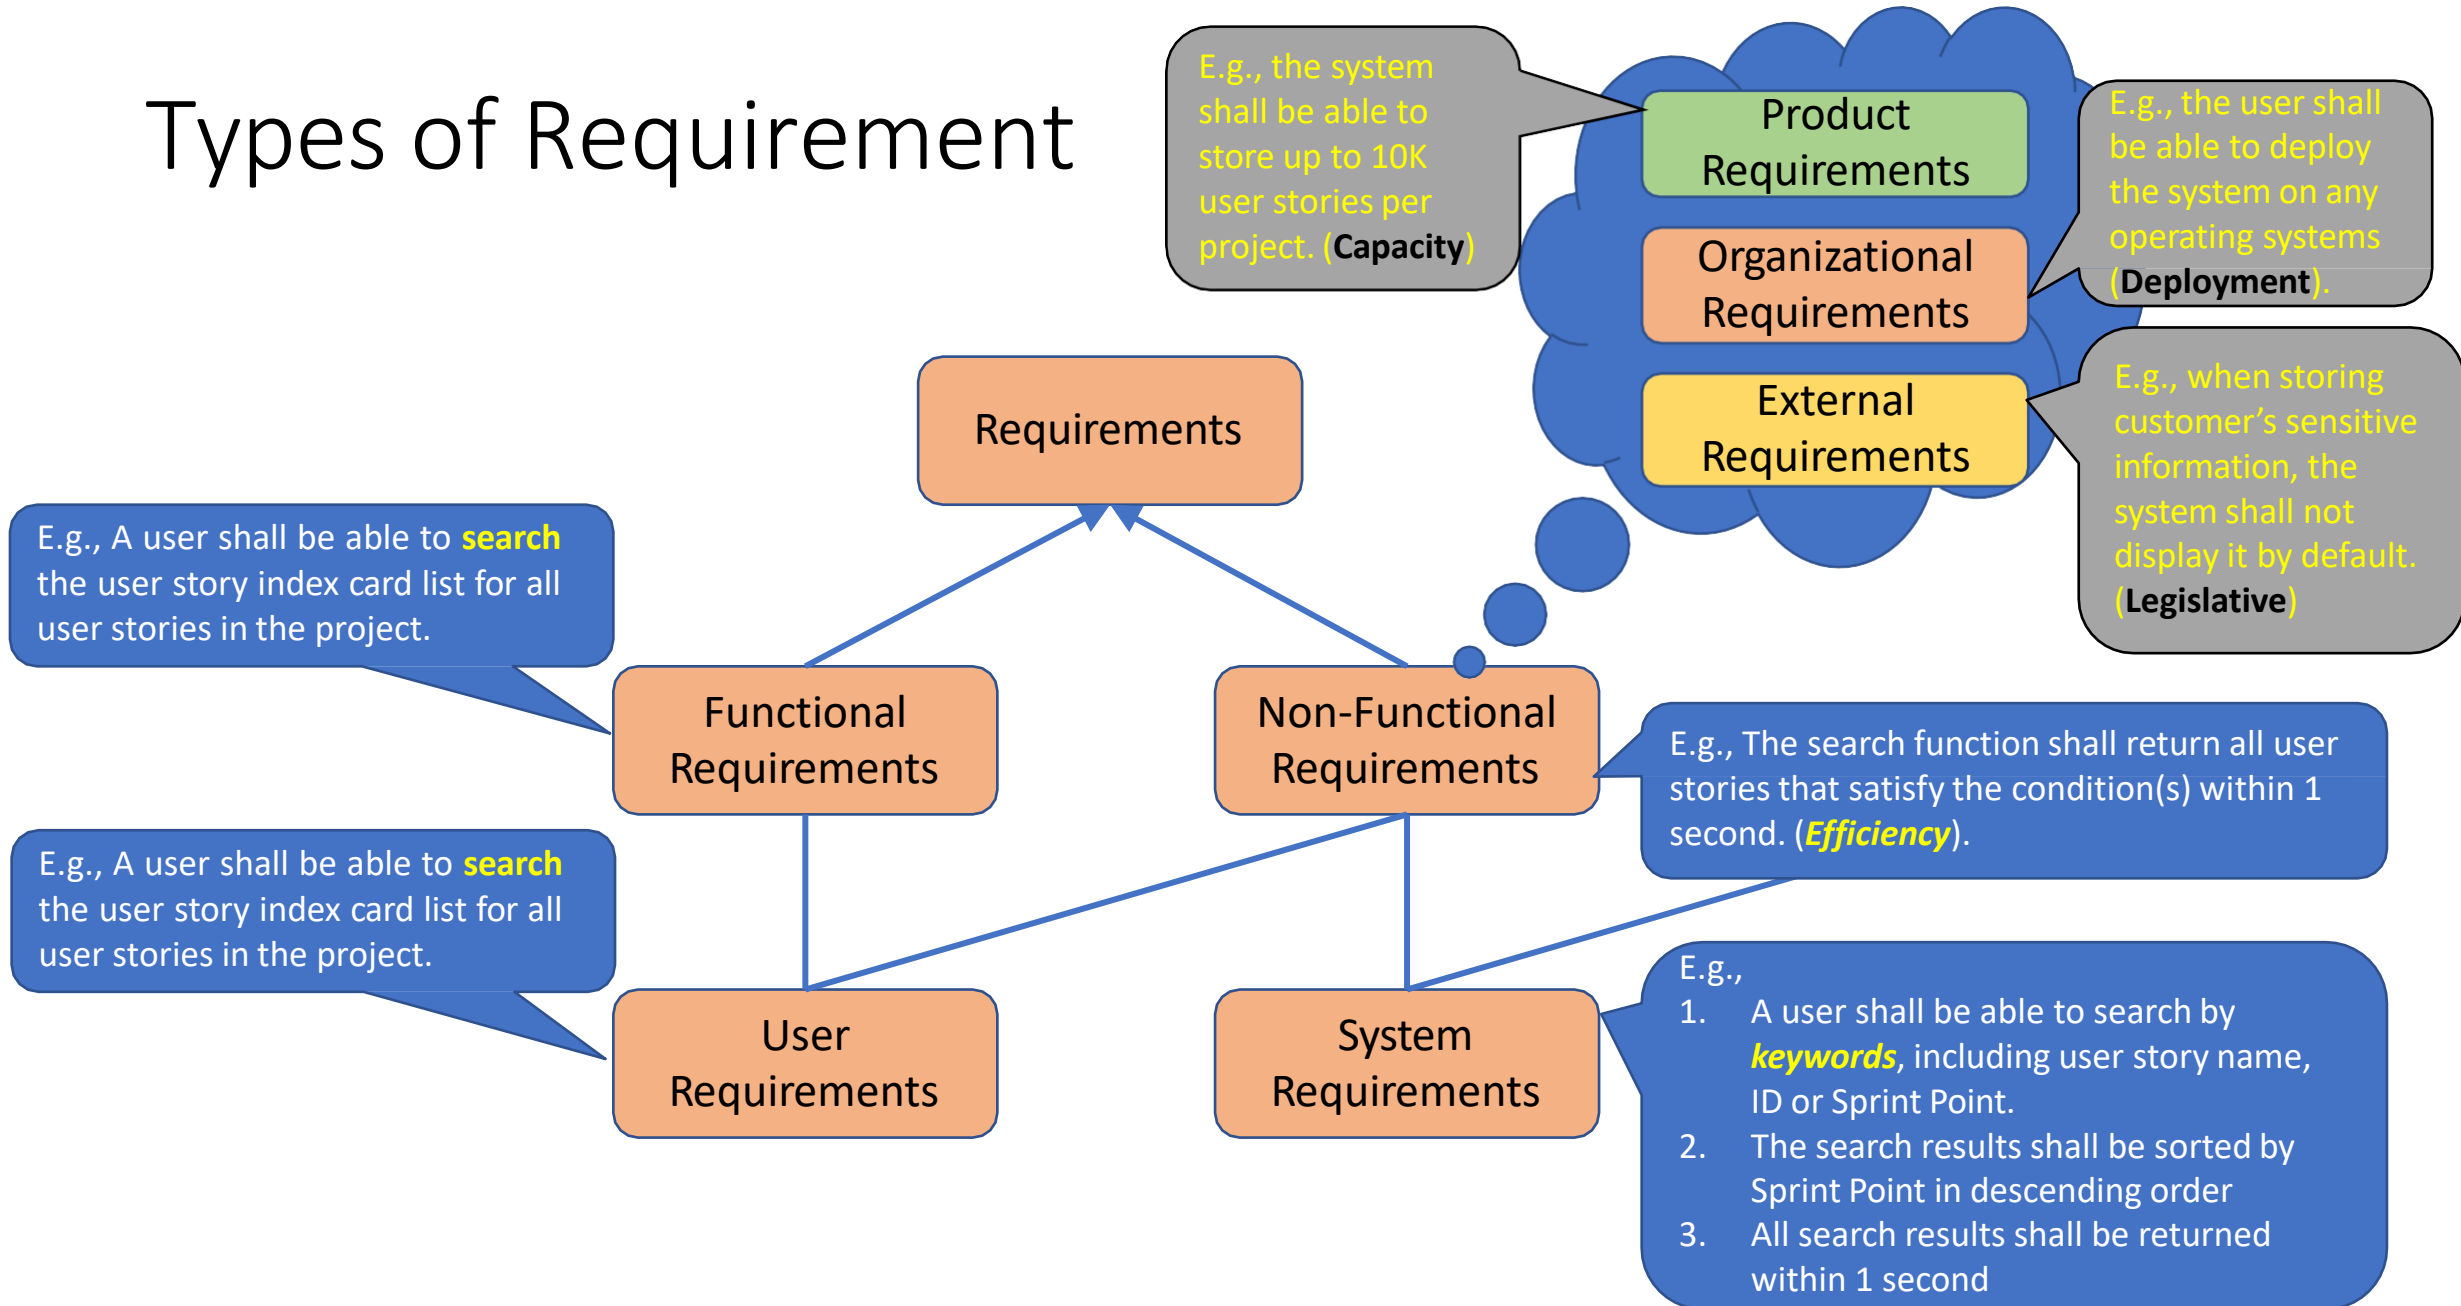 Types of Requirement
E.g., the system
shall be able to
store up to 10K
user stories per
project. (Capacity)
Product
Requirements
E.g., the user shall
be able to deploy
the system on any
operating systems
(Deployment).
Organizational
Requirements
External
Requirements
E.g., when storing
customer’s sensitive
information, the
system shall not
display it by default.
(Legislative)
Requirements
E.g., A user shall be able to search
the user story index card list for all
user stories in the project.
Functional
Requirements
Non-Functional
Requirements
E.g., The search function shall return all user
stories that satisfy the condition(s) within 1
second. (Efficiency).
E.g., A user shall be able to search
the user story index card list for all
user stories in the project.
User
Requirements
System
Requirements
E.g.,
1. A user shall be able to search by
keywords, including user story name,
ID or Sprint Point.
2. The search results shall be sorted by
Sprint Point in descending order
3. All search results shall be returned
within 1 second